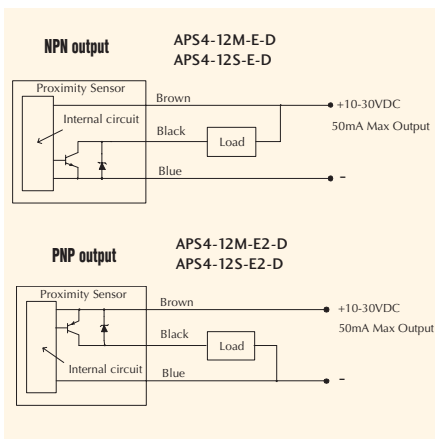 NPN output
APS4-12M-E-D
APS4-12S-E-D
Proximity Sensor
Brown
+10-30VDC
Internal circuit
50mA Max Output
Black
Load
Blue
-
PNP output
APS4-12M-E2-D
APS4-12S-E2-D
Proximity Sensor
Brown
+10-30VDC
50mA Max Output
Black
Load
Internal circuit
Blue
-